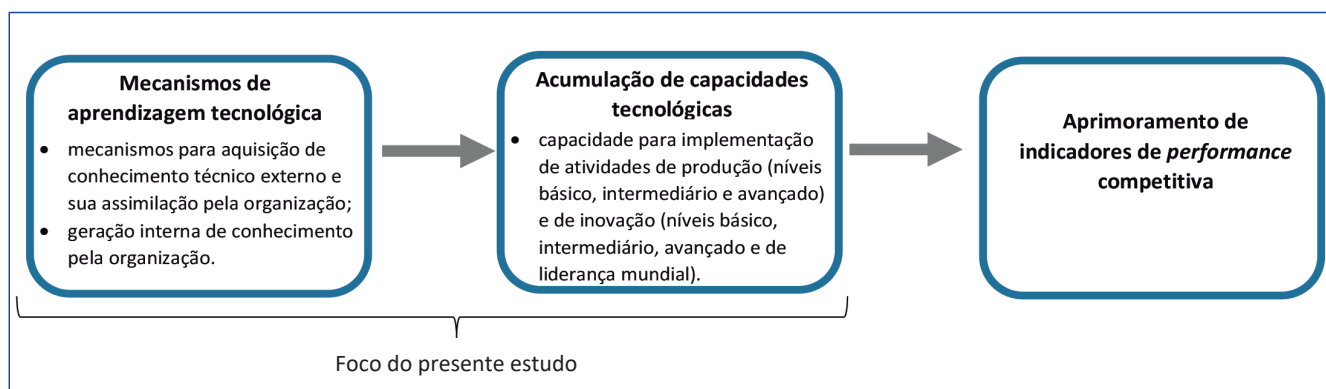 Mecanismos de
aprendizagem tecnológica
• mecanismos para aquisição de
conhecimento técnico externo e
sua assimilação pela organização;
• geração interna de conhecimento
pela organização.
Acumulação de capacidades
tecnológicas
• capacidade para implementação
de atividades de produção (níveis
básico, intermediário e avançado)
e de inovação (níveis básico,
intermediário, avançado e de
liderança mundial).
Aprimoramento de
indicadores de performance
competitiva
Foco do presente estudo